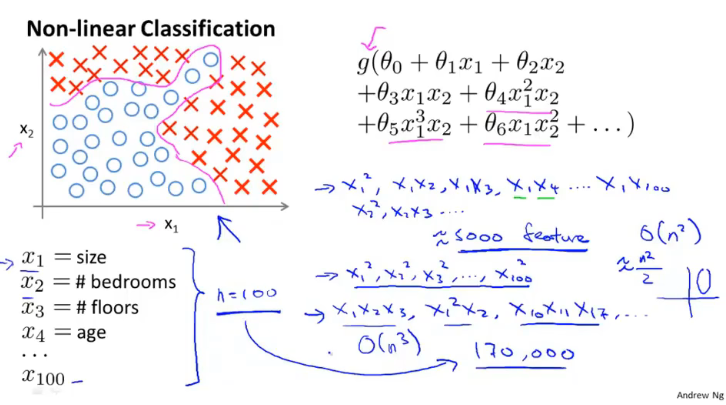 Non-linear Classification
x₂
x₁
g(θ₀ + θ₁x₁ + θ₂x₂
+θ₃x₁x₂ + θ₄x₁²x₂
+θ₅x₁³x₂ + θ₆x₁x₂² + …)
x₁ = size
x₂ = # bedrooms
x₃ = # floors
x₄ = age
…
x₁₀₀
n=100
→ x₁², x₁x₂, x₁x₃, x₁x₄ … x₁x₁₀₀
x₂², x₂x₃ …
≈ 5000 feature
O(n²)
≈ n²/2
→ x₁², x₂², x₃², …, x₁₀₀²
→ x₁x₂x₃, x₁²x₂, x₁₀x₁₁x₁₇, …
O(n³)
170,000
Andrew Ng